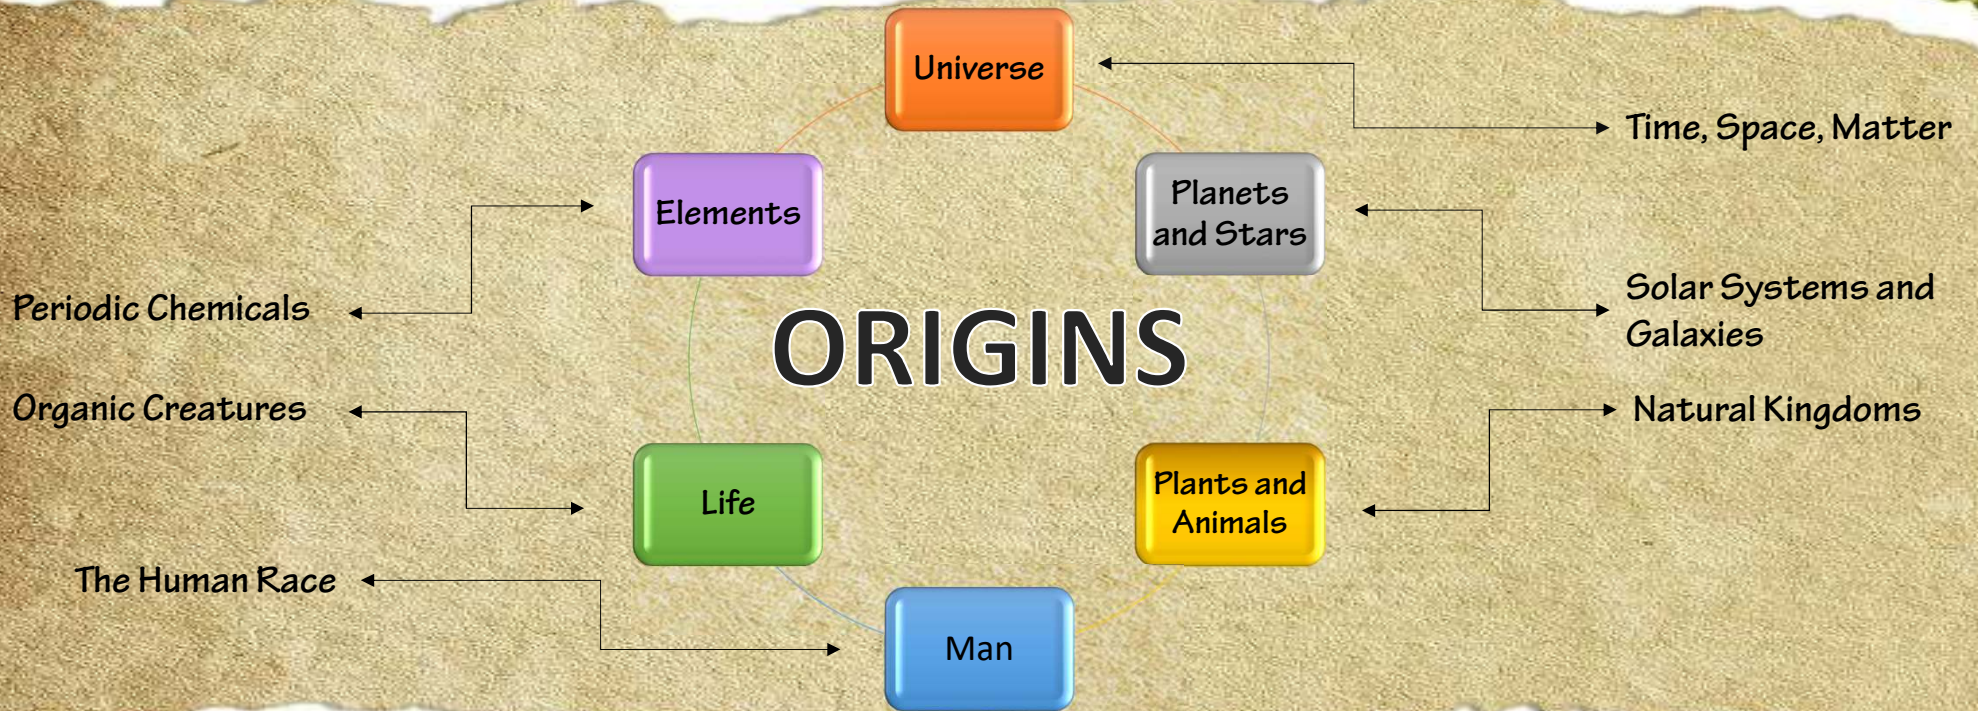 Universe
Time, Space, Matter
Elements
Planets
and Stars
Periodic Chemicals
Solar Systems and
Galaxies
ORIGINS
Organic Creatures
Natural Kingdoms
Life
Plants and
Animals
The Human Race
Man